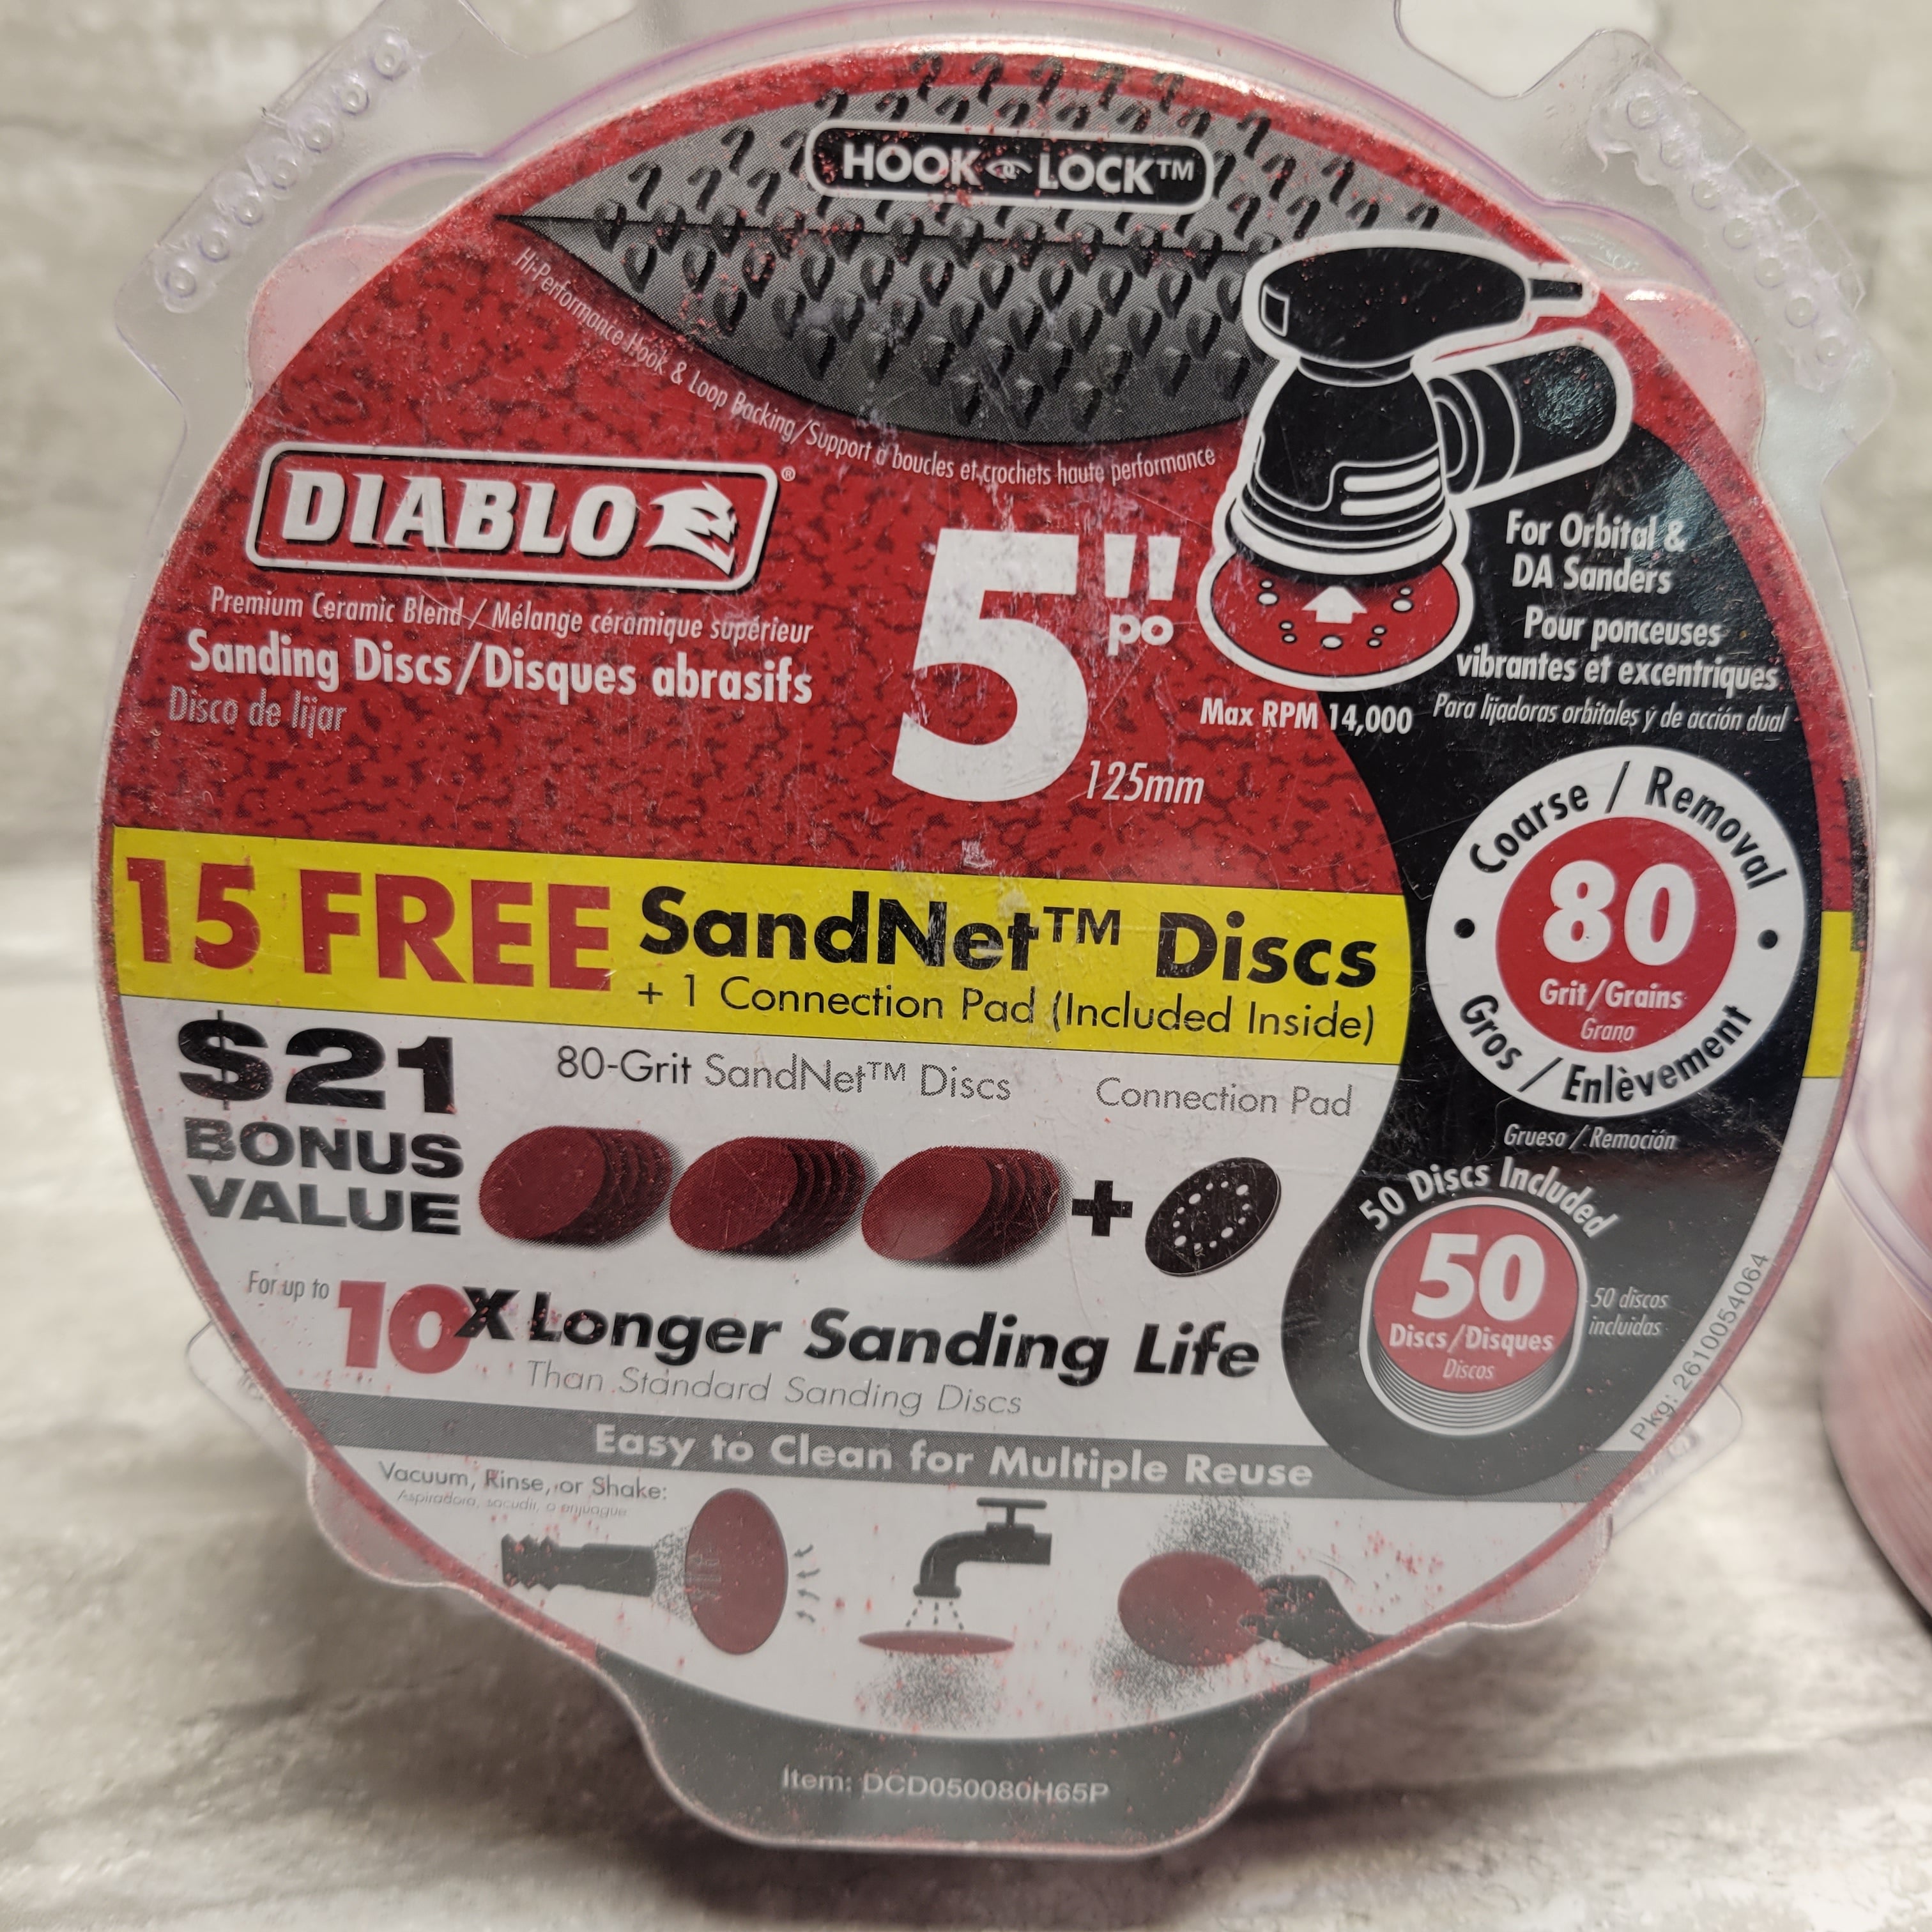 HOOK LOCK™
Hi-Performance Hook & Loop Backing/Support à boucles et crochets haute performance
DIABLO®
Premium Ceramic Blend / Mélange céramique supérieur
Sanding Discs/Disques abrasifs
Disco de lijar
5"
po
125mm
For Orbital &
DA Sanders
Pour ponceuses
vibrantes et excentriques
Para lijadoras orbitales y de acción dual
Max RPM 14,000
Coarse / Removal
80
Grit/Grains
Grano
Gros / Enlèvement
Grueso / Remoción
15 FREE SandNet™ Discs
+ 1 Connection Pad (Included Inside)
$21
BONUS
VALUE
80-Grit SandNet™ Discs
Connection Pad
+
50 Discs Included
50
Discs/Disques
Discos
50 discos
incluidas
For up to 10X Longer Sanding Life
Than Standard Sanding Discs
Pkg: 2610054064
Easy to Clean for Multiple Reuse
Vacuum, Rinse, or Shake:
Aspiradora, sacudir, o enjuague
Item: DCD050080H65P